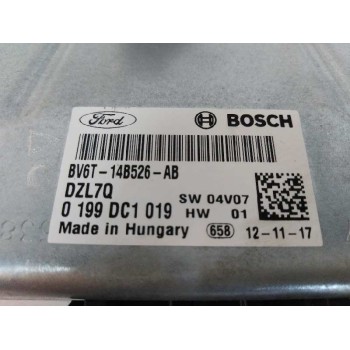 Ford
BOSCH
BV6T-14B526-AB
DZL7Q
SW 04V07
0 199 DC1 019
HW 01
Made in Hungary
658
12-11-17